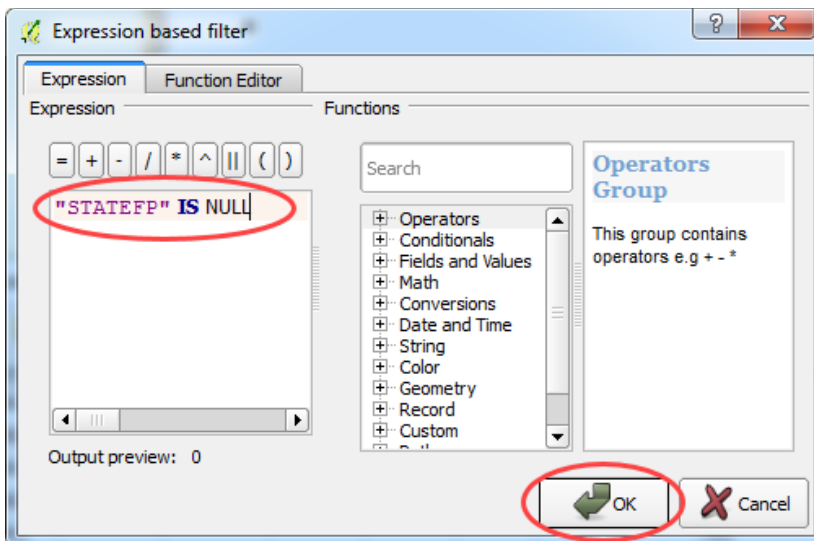 Expression based filter
Expression Function Editor
Expression Functions
= + - / * ^ || ( )
Search
"STATEFP" IS NULL
Operators
Conditionals
Fields and Values
Math
Conversions
Date and Time
String
Color
Geometry
Record
Custom
Operators
Group
This group contains
operators e.g + - *
Output preview: 0
OK Cancel